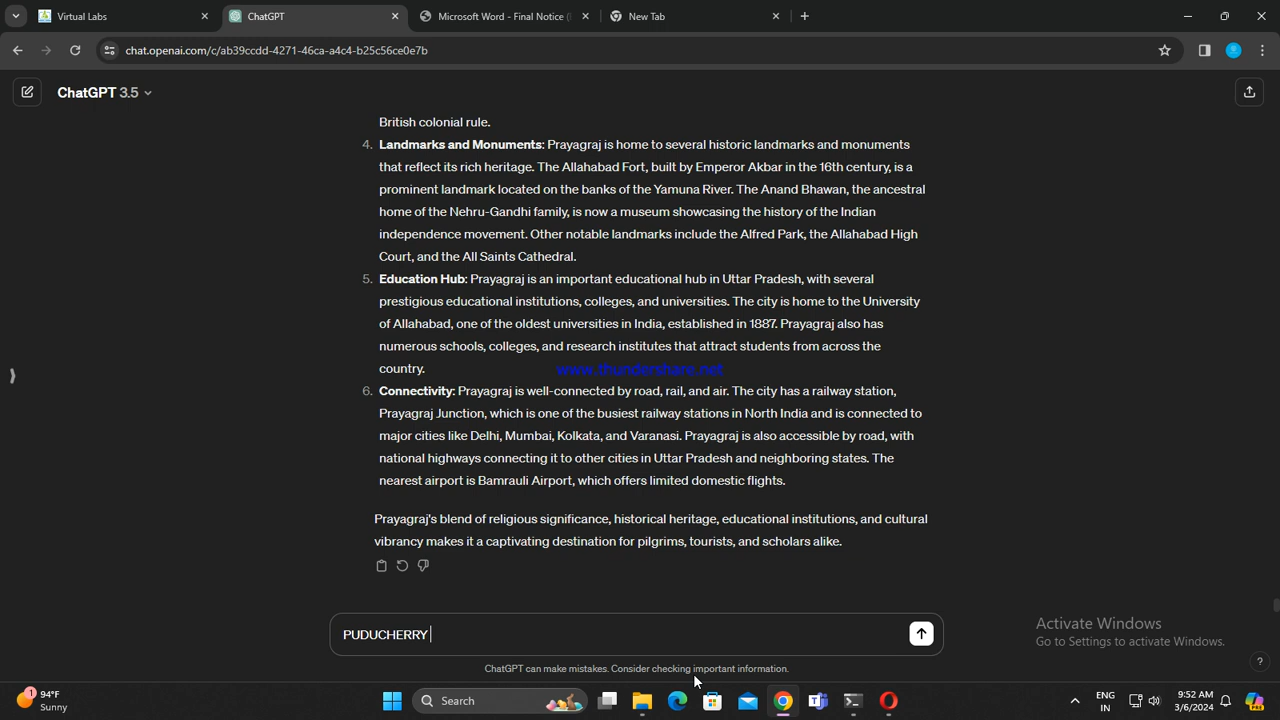 Virtual Labs
ChatGPT
Microsoft Word - Final Notice (
New Tab
chat.openai.com/c/ab39ccdd-4271-46ca-a4c4-b25c56ce0e7b
ChatGPT 3.5
British colonial rule.
4. Landmarks and Monuments: Prayagraj is home to several historic landmarks and monuments
that reflect its rich heritage. The Allahabad Fort, built by Emperor Akbar in the 16th century, is a
prominent landmark located on the banks of the Yamuna River. The Anand Bhawan, the ancestral
home of the Nehru-Gandhi family, is now a museum showcasing the history of the Indian
independence movement. Other notable landmarks include the Alfred Park, the Allahabad High
Court, and the All Saints Cathedral.
5. Education Hub: Prayagraj is an important educational hub in Uttar Pradesh, with several
prestigious educational institutions, colleges, and universities. The city is home to the University
of Allahabad, one of the oldest universities in India, established in 1887. Prayagraj also has
numerous schools, colleges, and research institutes that attract students from across the
country.
www.thundershare.net
6. Connectivity: Prayagraj is well-connected by road, rail, and air. The city has a railway station,
Prayagraj Junction, which is one of the busiest railway stations in North India and is connected to
major cities like Delhi, Mumbai, Kolkata, and Varanasi. Prayagraj is also accessible by road, with
national highways connecting it to other cities in Uttar Pradesh and neighboring states. The
nearest airport is Bamrauli Airport, which offers limited domestic flights.
Prayagraj's blend of religious significance, historical heritage, educational institutions, and cultural
vibrancy makes it a captivating destination for pilgrims, tourists, and scholars alike.
PUDUCHERRY
Activate Windows
Go to Settings to activate Windows.
ChatGPT can make mistakes. Consider checking important information.
?
1
94°F
Sunny
Search
ENG
IN
9:52 AM
3/6/2024
PRE